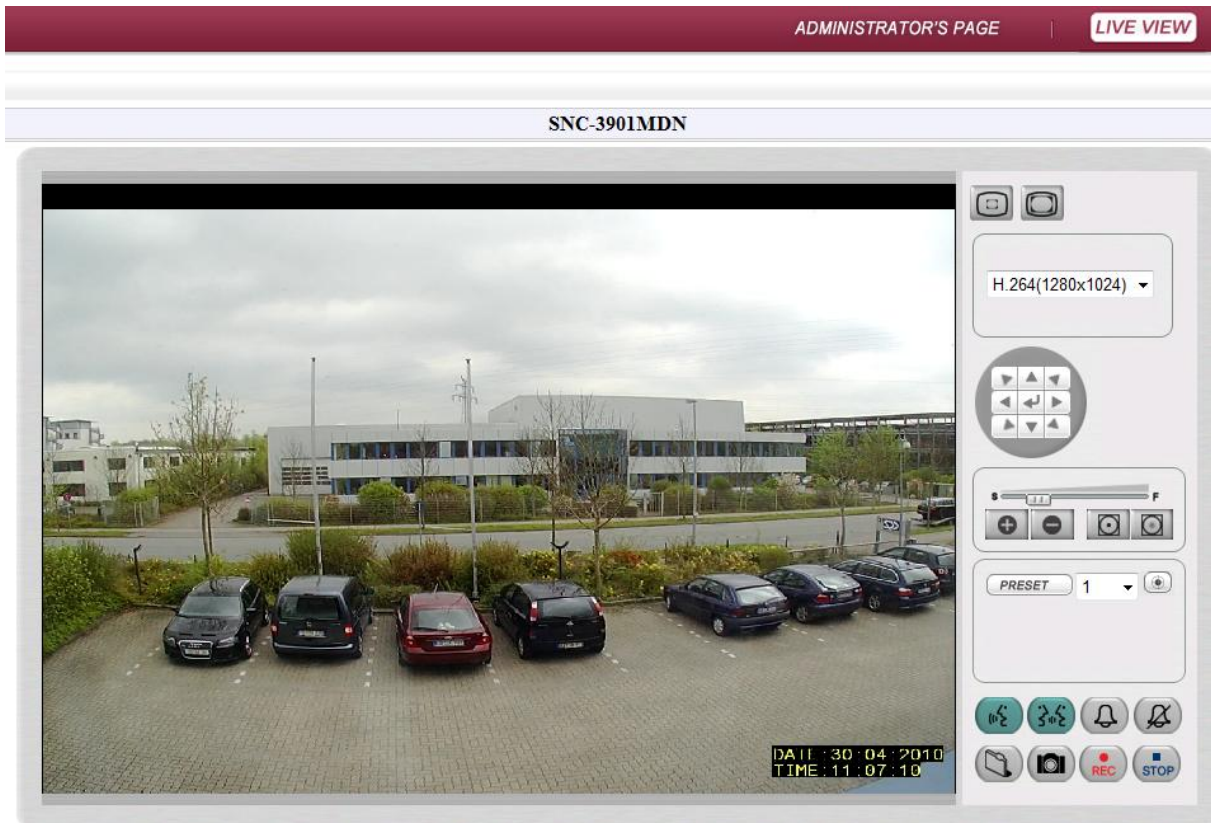 ADMINISTRATOR'S PAGE | LIVE VIEW
SNC-3901MDN
H.264(1280x1024)
S F
PRESET 1
DATE:30:04:2010
TIME:11:07:10
REC STOP